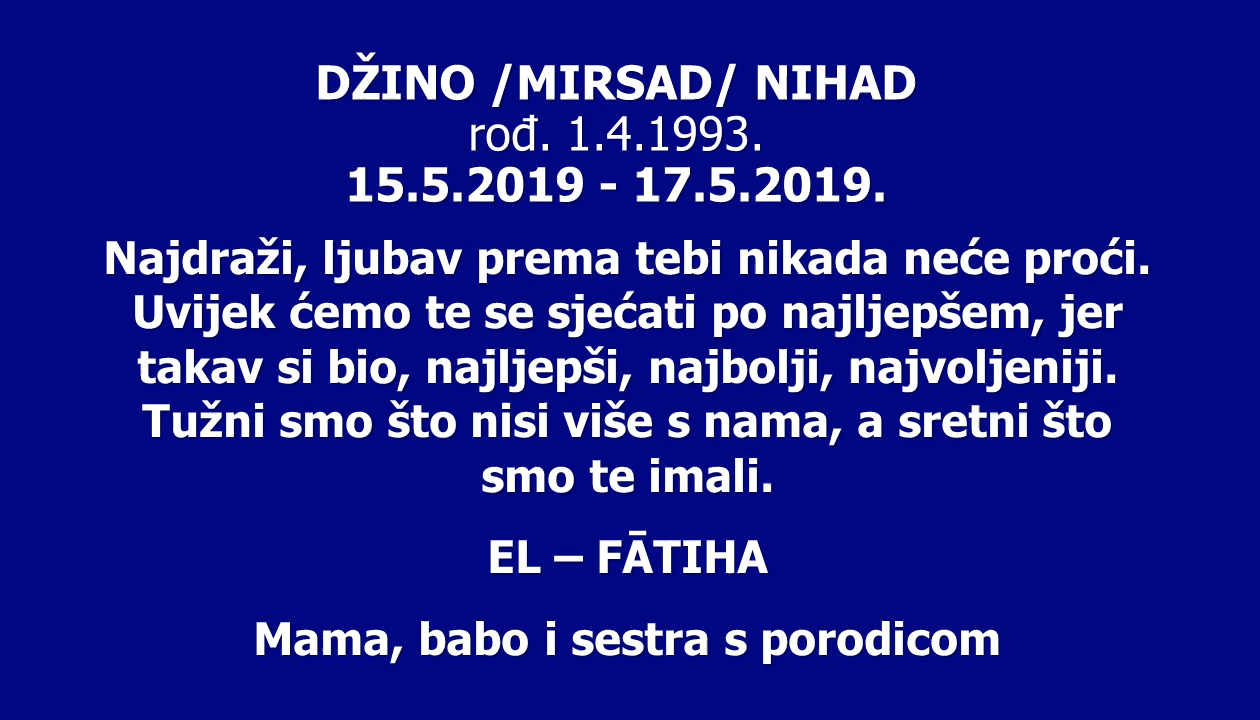 DŽINO /MIRSAD/ NIHAD
rođ. 1.4.1993.
15.5.2019 - 17.5.2019.
Najdraži, ljubav prema tebi nikada neće proći.
Uvijek ćemo te se sjećati po najljepšem, jer
takav si bio, najljepši, najbolji, najvoljeniji.
Tužni smo što nisi više s nama, a sretni što
smo te imali.
EL – FĀTIHA
Mama, babo i sestra s porodicom